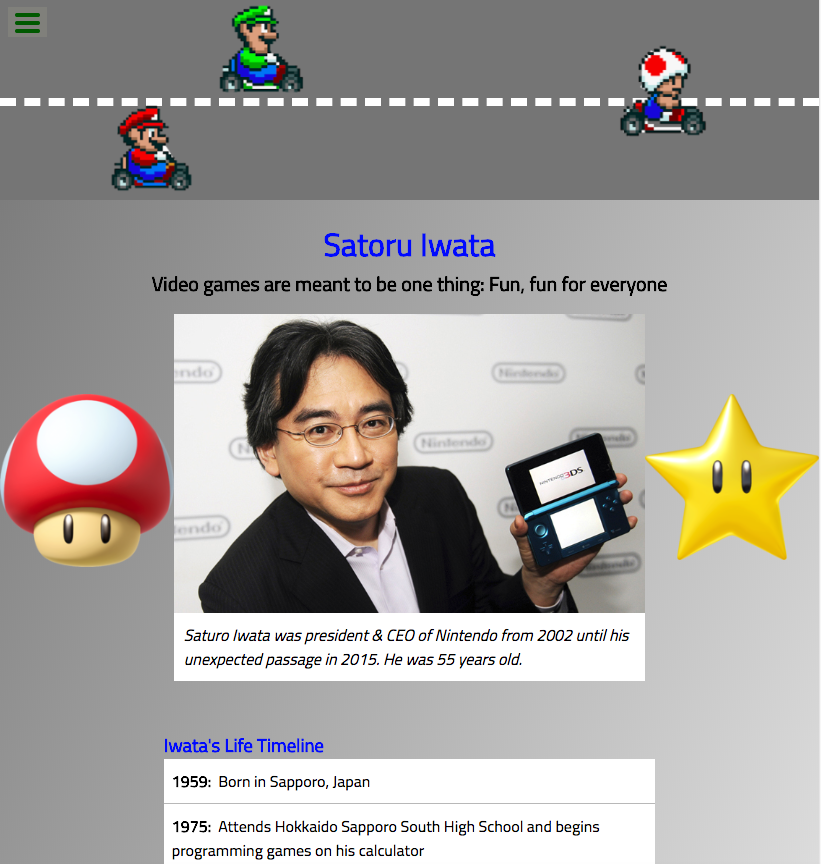 Satoru Iwata
Video games are meant to be one thing: Fun, fun for everyone
Nintendo
Nintendo
Nintendo
NINTENDO3DS
Saturo Iwata was president & CEO of Nintendo from 2002 until his
unexpected passage in 2015. He was 55 years old.
Iwata's Life Timeline
1959: Born in Sapporo, Japan
1975: Attends Hokkaido Sapporo South High School and begins
programming games on his calculator